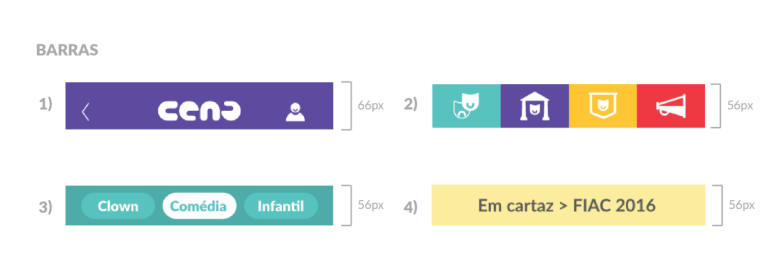 BARRAS
1)
cena
66px
2)
56px
3)
Clown Comédia Infantil
56px
4)
Em cartaz > FIAC 2016
56px